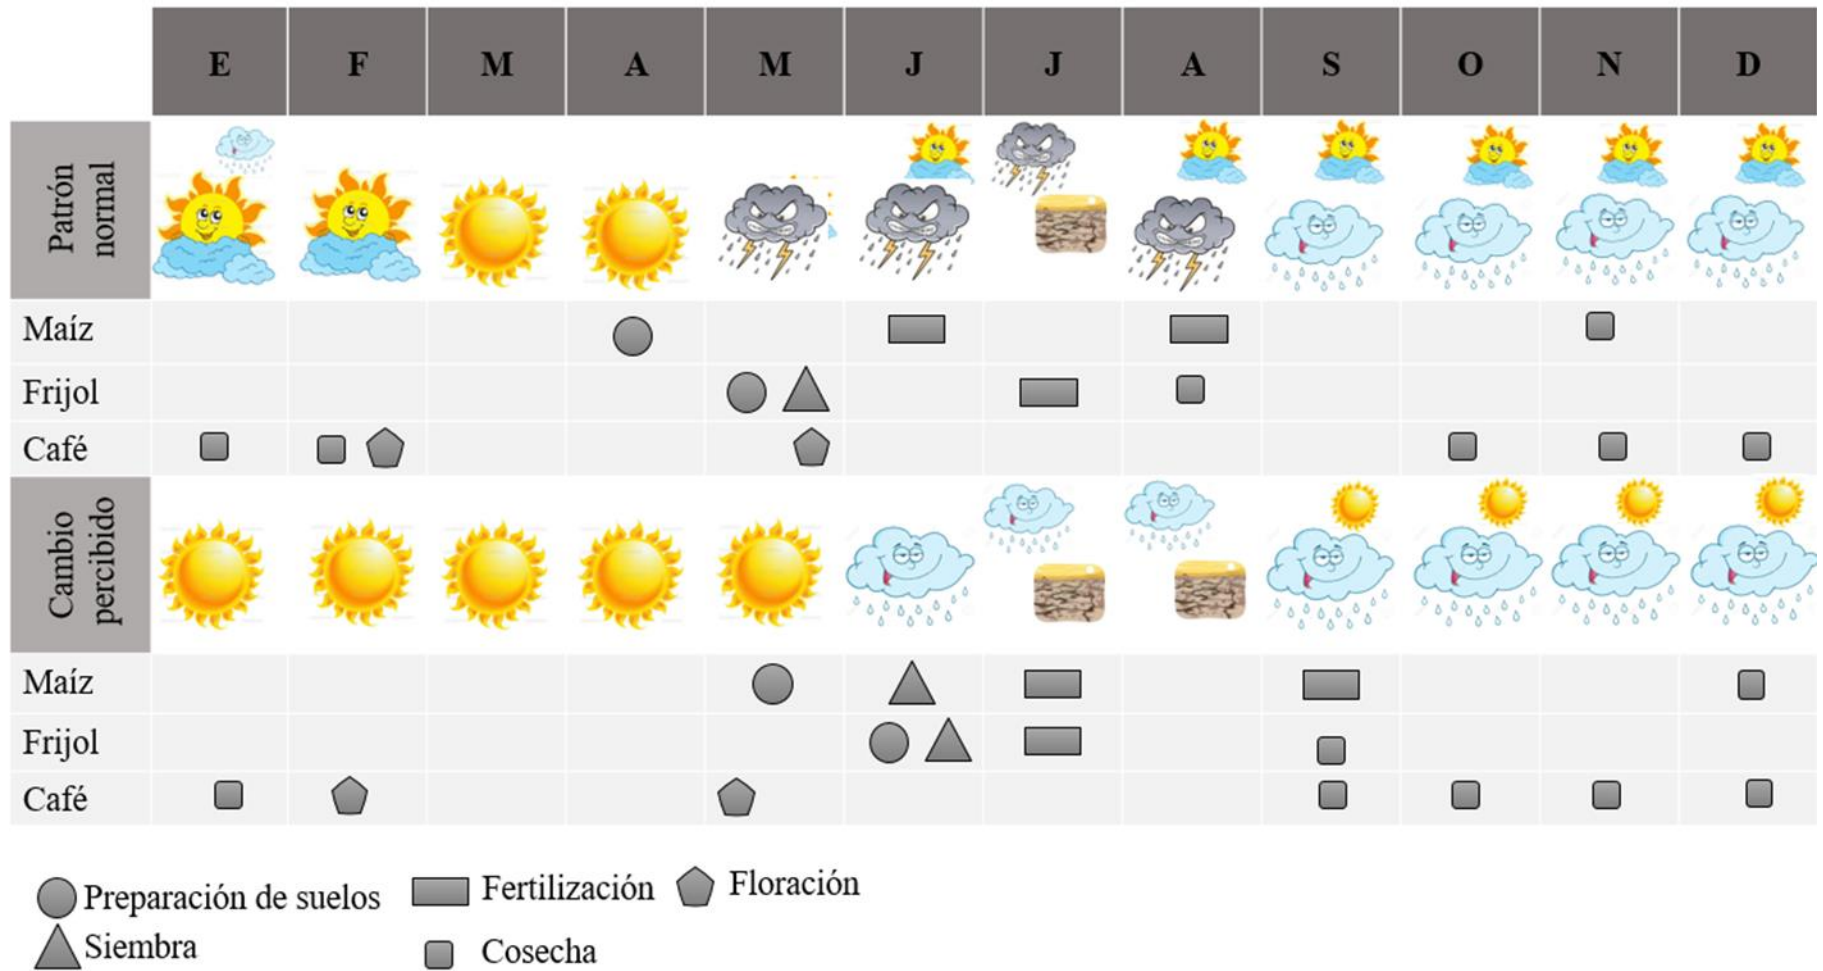 E F M A M J J A S O N D
Patrón
normal
Maíz
Frijol
Café
Cambio
percibido
Maíz
Frijol
Café
Preparación de suelos Fertilización Floración
Siembra Cosecha